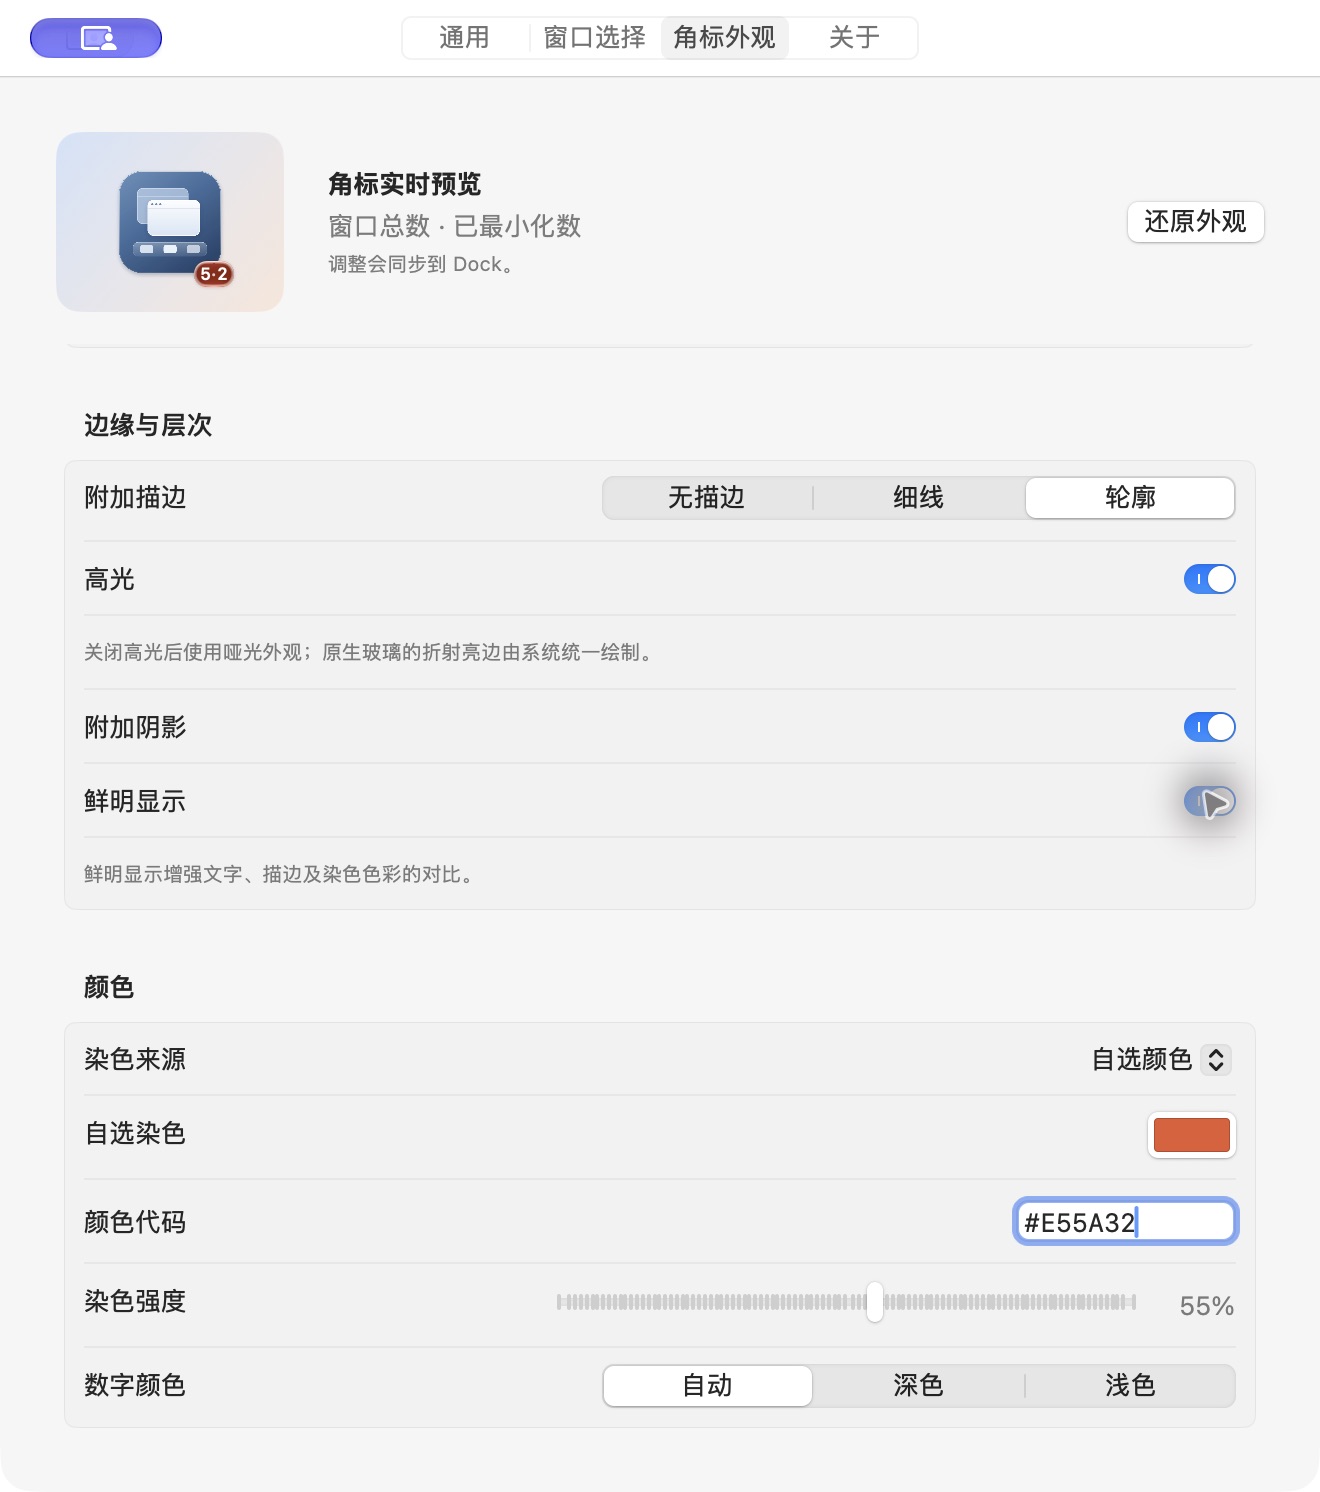 通用
窗口选择
角标外观
关于
5·2
角标实时预览
窗口总数 · 已最小化数
调整会同步到 Dock。
还原外观
边缘与层次
附加描边
无描边
细线
轮廓
高光
关闭高光后使用哑光外观；原生玻璃的折射亮边由系统统一绘制。
附加阴影
鲜明显示
鲜明显示增强文字、描边及染色色彩的对比。
颜色
染色来源
自选颜色
自选染色
颜色代码
#E55A32
染色强度
55%
数字颜色
自动
深色
浅色